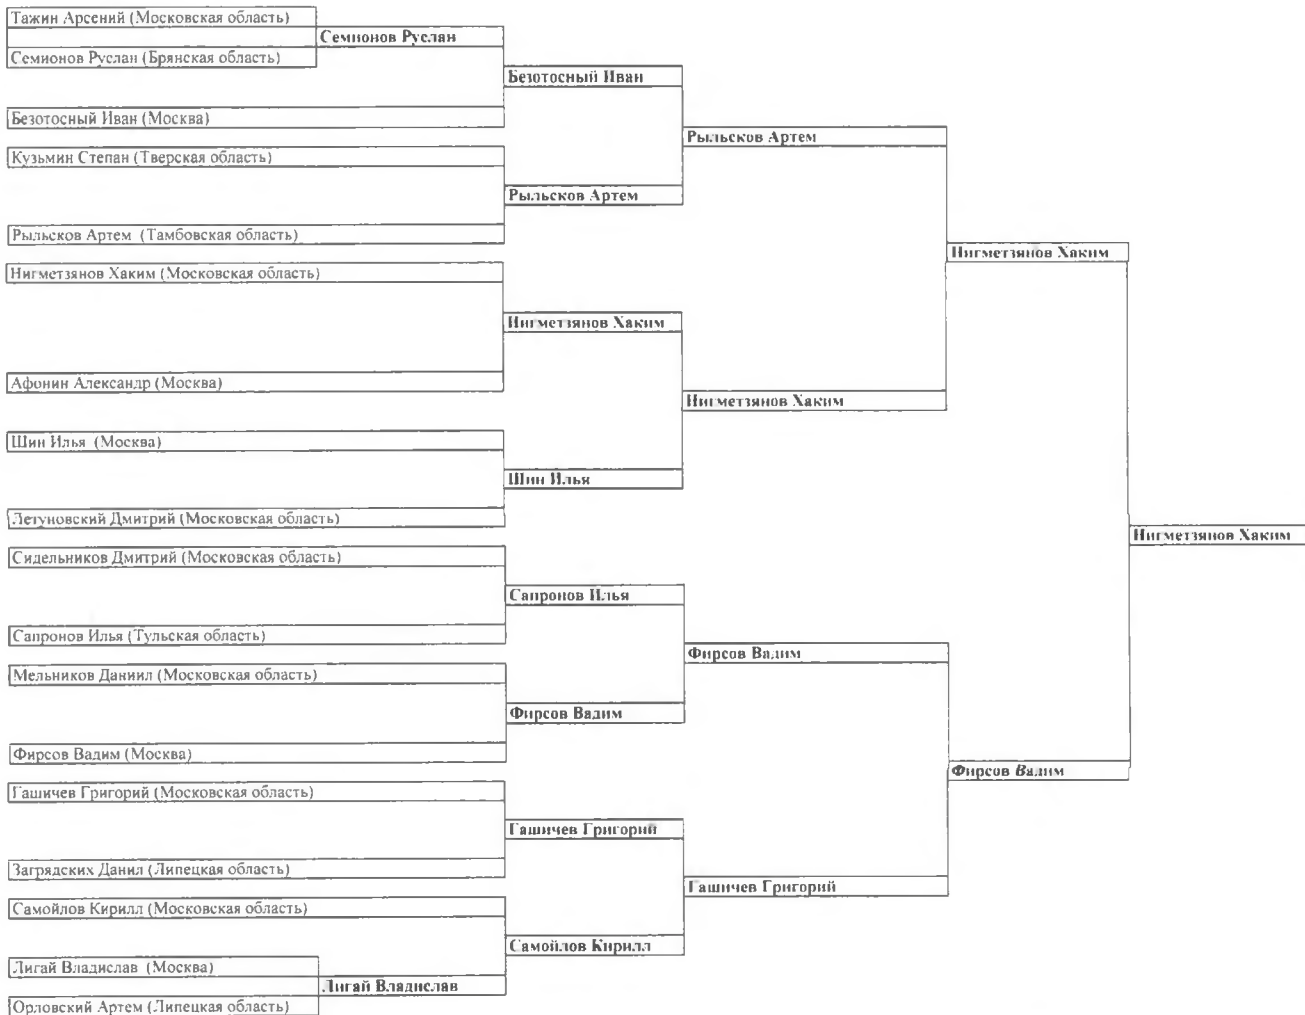 Тажин Арсений (Московская область)
Семионов Руслан
Семионов Руслан (Брянская область)
Безотосный Иван
Безотосный Иван (Москва)
Рыльсков Артем
Кузьмин Степан (Тверская область)
Рыльсков Артем
Рыльсков Артем (Тамбовская область)
Нигметзянов Хаким
Нигметзянов Хаким (Московская область)
Нигметзянов Хаким
Афонин Александр (Москва)
Нигметзянов Хаким
Шин Илья (Москва)
Шин Илья
Летуновский Дмитрий (Московская область)
Нигметзянов Хаким
Сидельников Дмитрий (Московская область)
Сапронов Илья
Сапронов Илья (Тульская область)
Фирсов Вадим
Мельников Даниил (Московская область)
Фирсов Вадим
Фирсов Вадим (Москва)
Фирсов Вадим
Гашичев Григорий (Московская область)
Гашичев Григорий
Загрядских Данил (Липецкая область)
Гашичев Григорий
Самойлов Кирилл (Московская область)
Самойлов Кирилл
Лигай Владислав (Москва)
Лигай Владислав
Орловский Артем (Липецкая область)